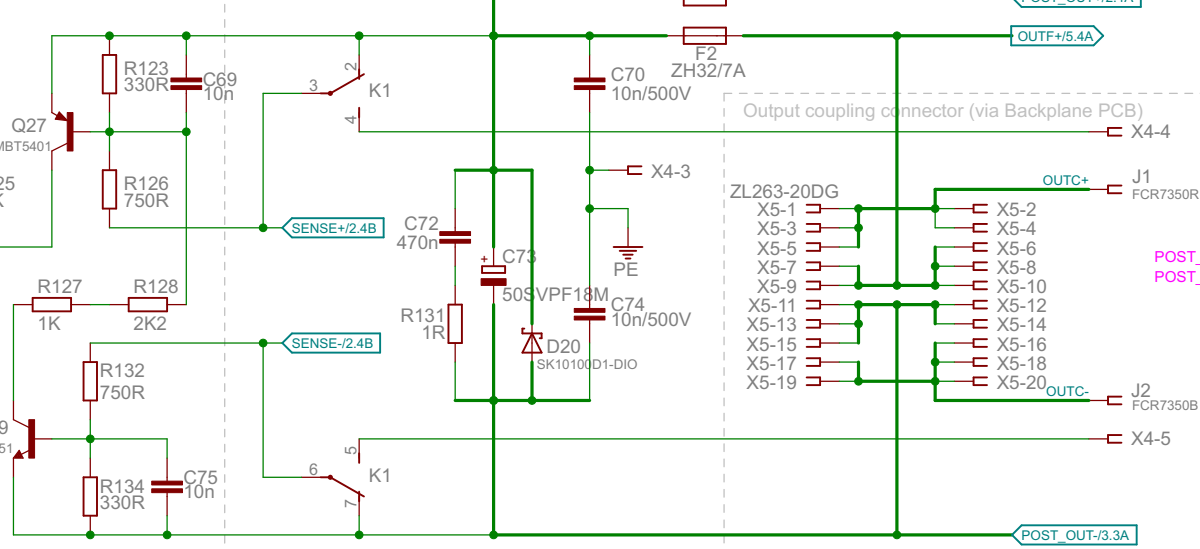 POST_OUT+/2.1A
OUTF+/5.4A
F2
ZH32/7A
R123
330R
C69
10n
2
3
K1
4
C70
10n/500V
Output coupling connector (via Backplane PCB)
Q27
MBT5401
X4-4
R126
750R
X4-3
J1
FCR7350R
OUTC+
ZL263-20DG
X5-1
X5-2
X5-3
X5-4
X5-5
X5-6
X5-7
X5-8
X5-9
X5-10
X5-11
X5-12
X5-13
X5-14
X5-15
X5-16
X5-17
X5-18
X5-19
X5-20
SENSE+/2.4B
C72
470n
+
C73
50SVPF18M
PE
POST_
POST_
R127
1K
R128
2K2
R131
1R
C74
10n/500V
D20
SK10100D1-DIO
SENSE-/2.4B
R132
750R
OUTC-
J2
FCR7350B
X4-5
9
51
5
6
K1
7
R134
330R
C75
10n
POST_OUT-/3.3A